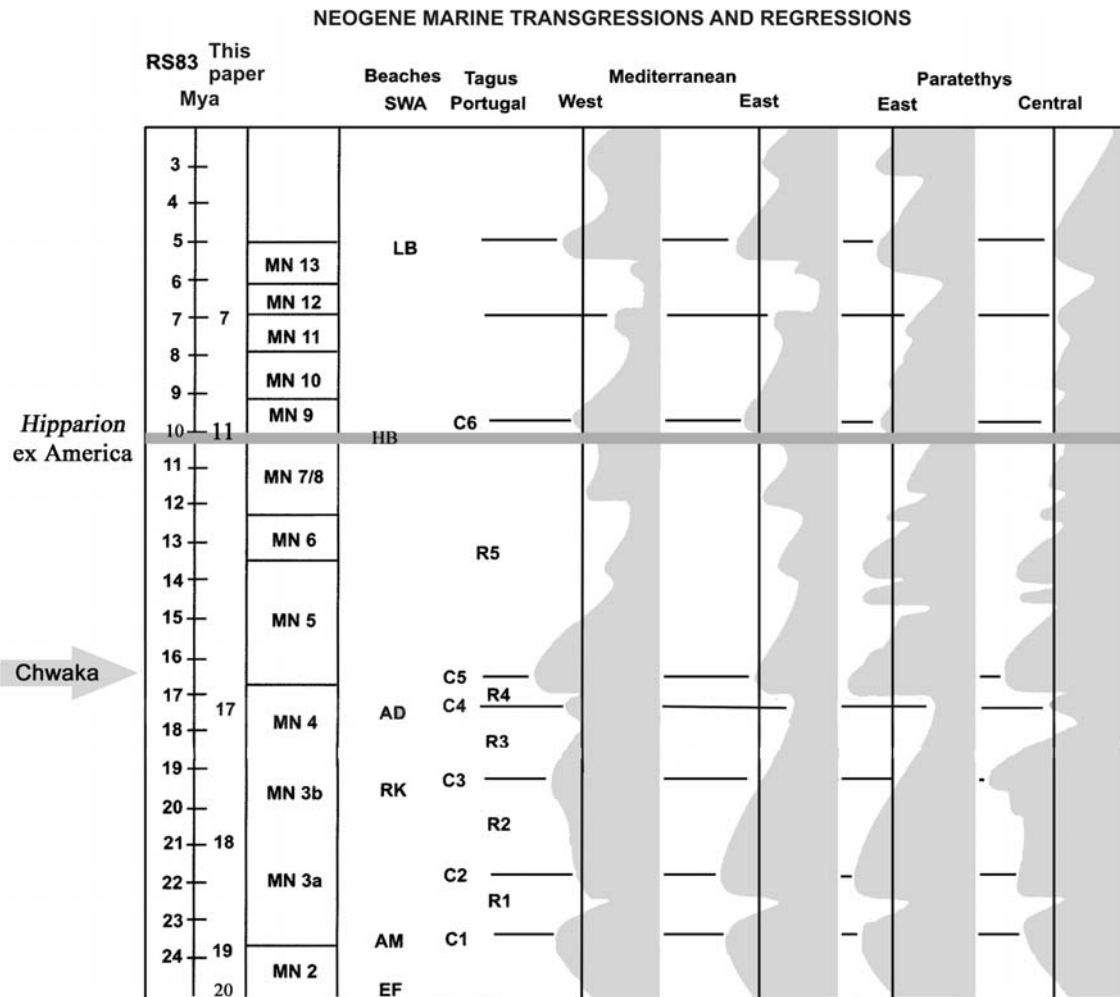 NEOGENE MARINE TRANSGRESSIONS AND REGRESSIONS
RS83 This paper
Mya
Beaches SWA
Tagus Portugal
Mediterranean
West East
Paratethys
East Central
3
4
5
LB
MN 13
6
MN 12
7 7
MN 11
8
MN 10
9
MN 9
C6
Hipparion
ex America
10 11
HB
11
MN 7/8
12
13
MN 6
R5
14
15
MN 5
16
Chwaka
C5
17
R4
17
AD
C4
MN 4
18
R3
19
C3
MN 3b
RK
20
R2
21 18
C2
22
MN 3a
R1
23
AM
C1
24 19
MN 2
20
EF